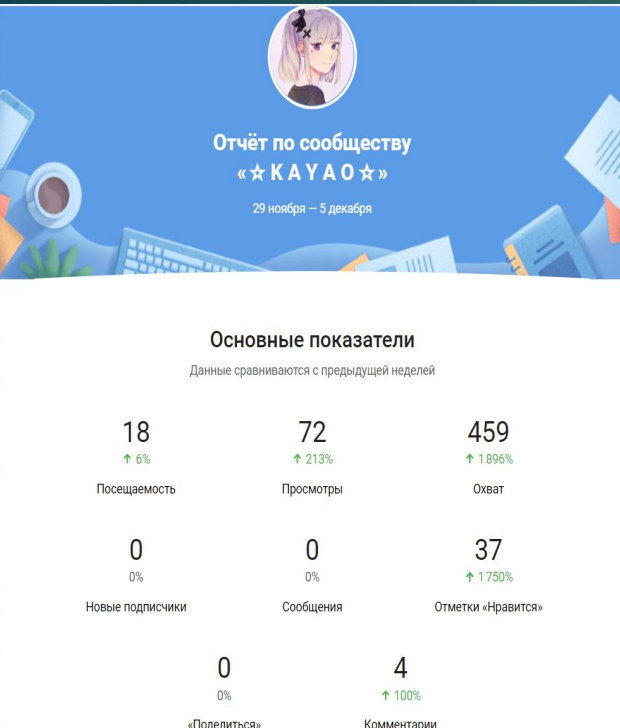 Отчёт по сообществу
«☆ K A Y A O ☆»
29 ноября — 5 декабря
Основные показатели
Данные сравниваются с предыдущей неделей
18 72 459
↑ 6% ↑ 213% ↑ 1 896%
Посещаемость Просмотры Охват
0 0 37
0% 0% ↑ 1 750%
Новые подписчики Сообщения Отметки «Нравится»
0 4
0% ↑ 100%
«Поделиться» Комментарии